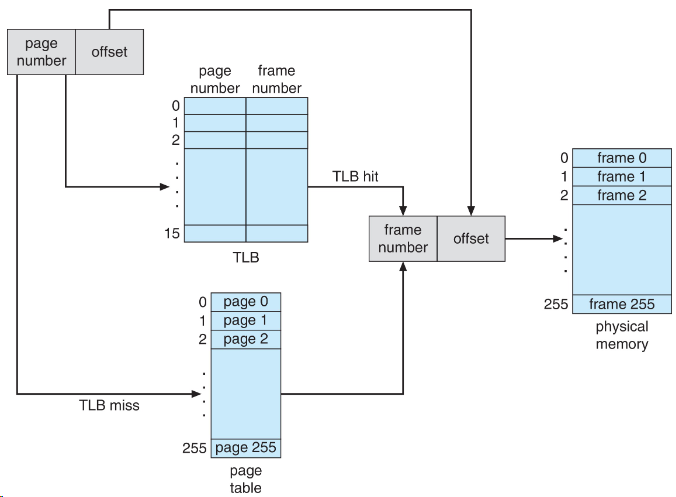 page
number
offset
page
number
frame
number
0
1
2
15
TLB
TLB hit
frame
number
offset
0 frame 0
1 frame 1
2 frame 2
255 frame 255
physical
memory
0 page 0
1 page 1
2 page 2
TLB miss
255 page 255
page
table